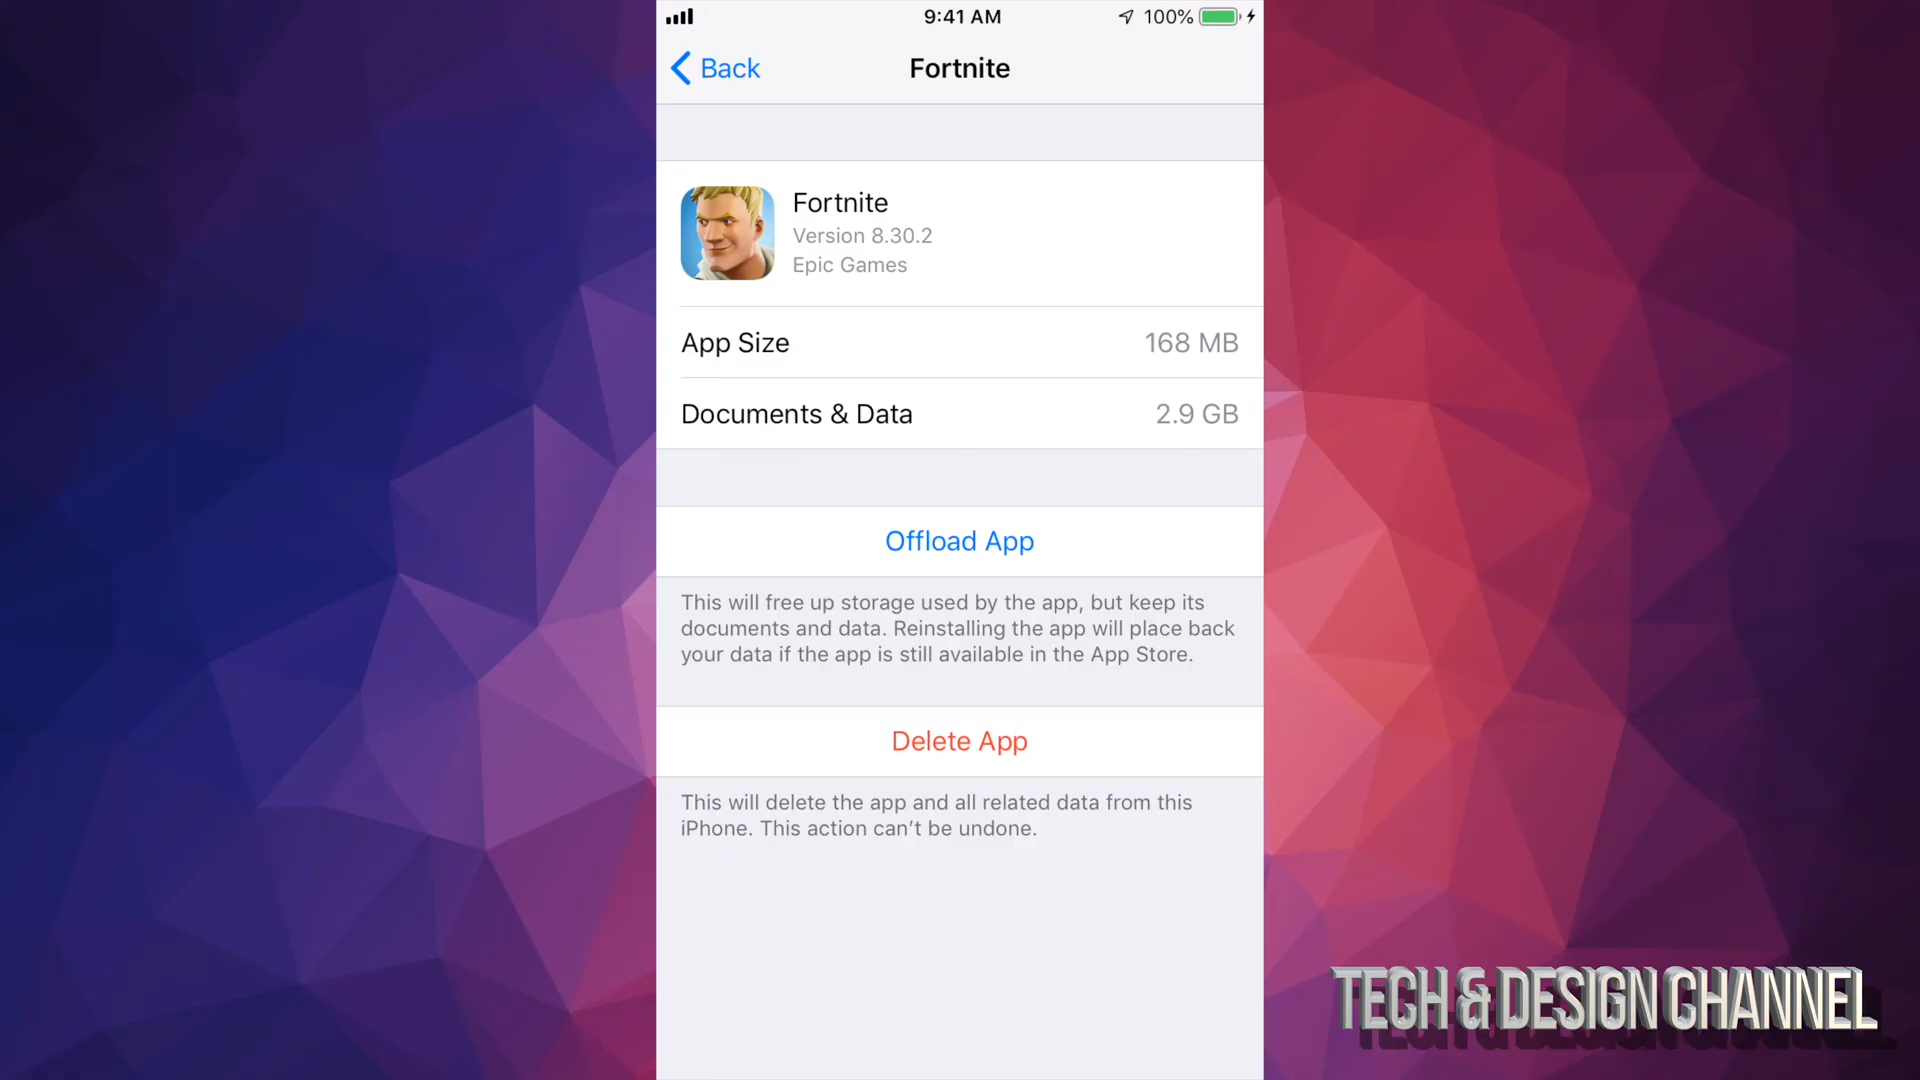 9:41 AM
100%
Back
Fortnite
Fortnite
Version 8.30.2
Epic Games
App Size
168 MB
Documents & Data
2.9 GB
Offload App
This will free up storage used by the app, but keep its
documents and data. Reinstalling the app will place back
your data if the app is still available in the App Store.
Delete App
This will delete the app and all related data from this
iPhone. This action can’t be undone.
TECH & DESIGN CHANNEL